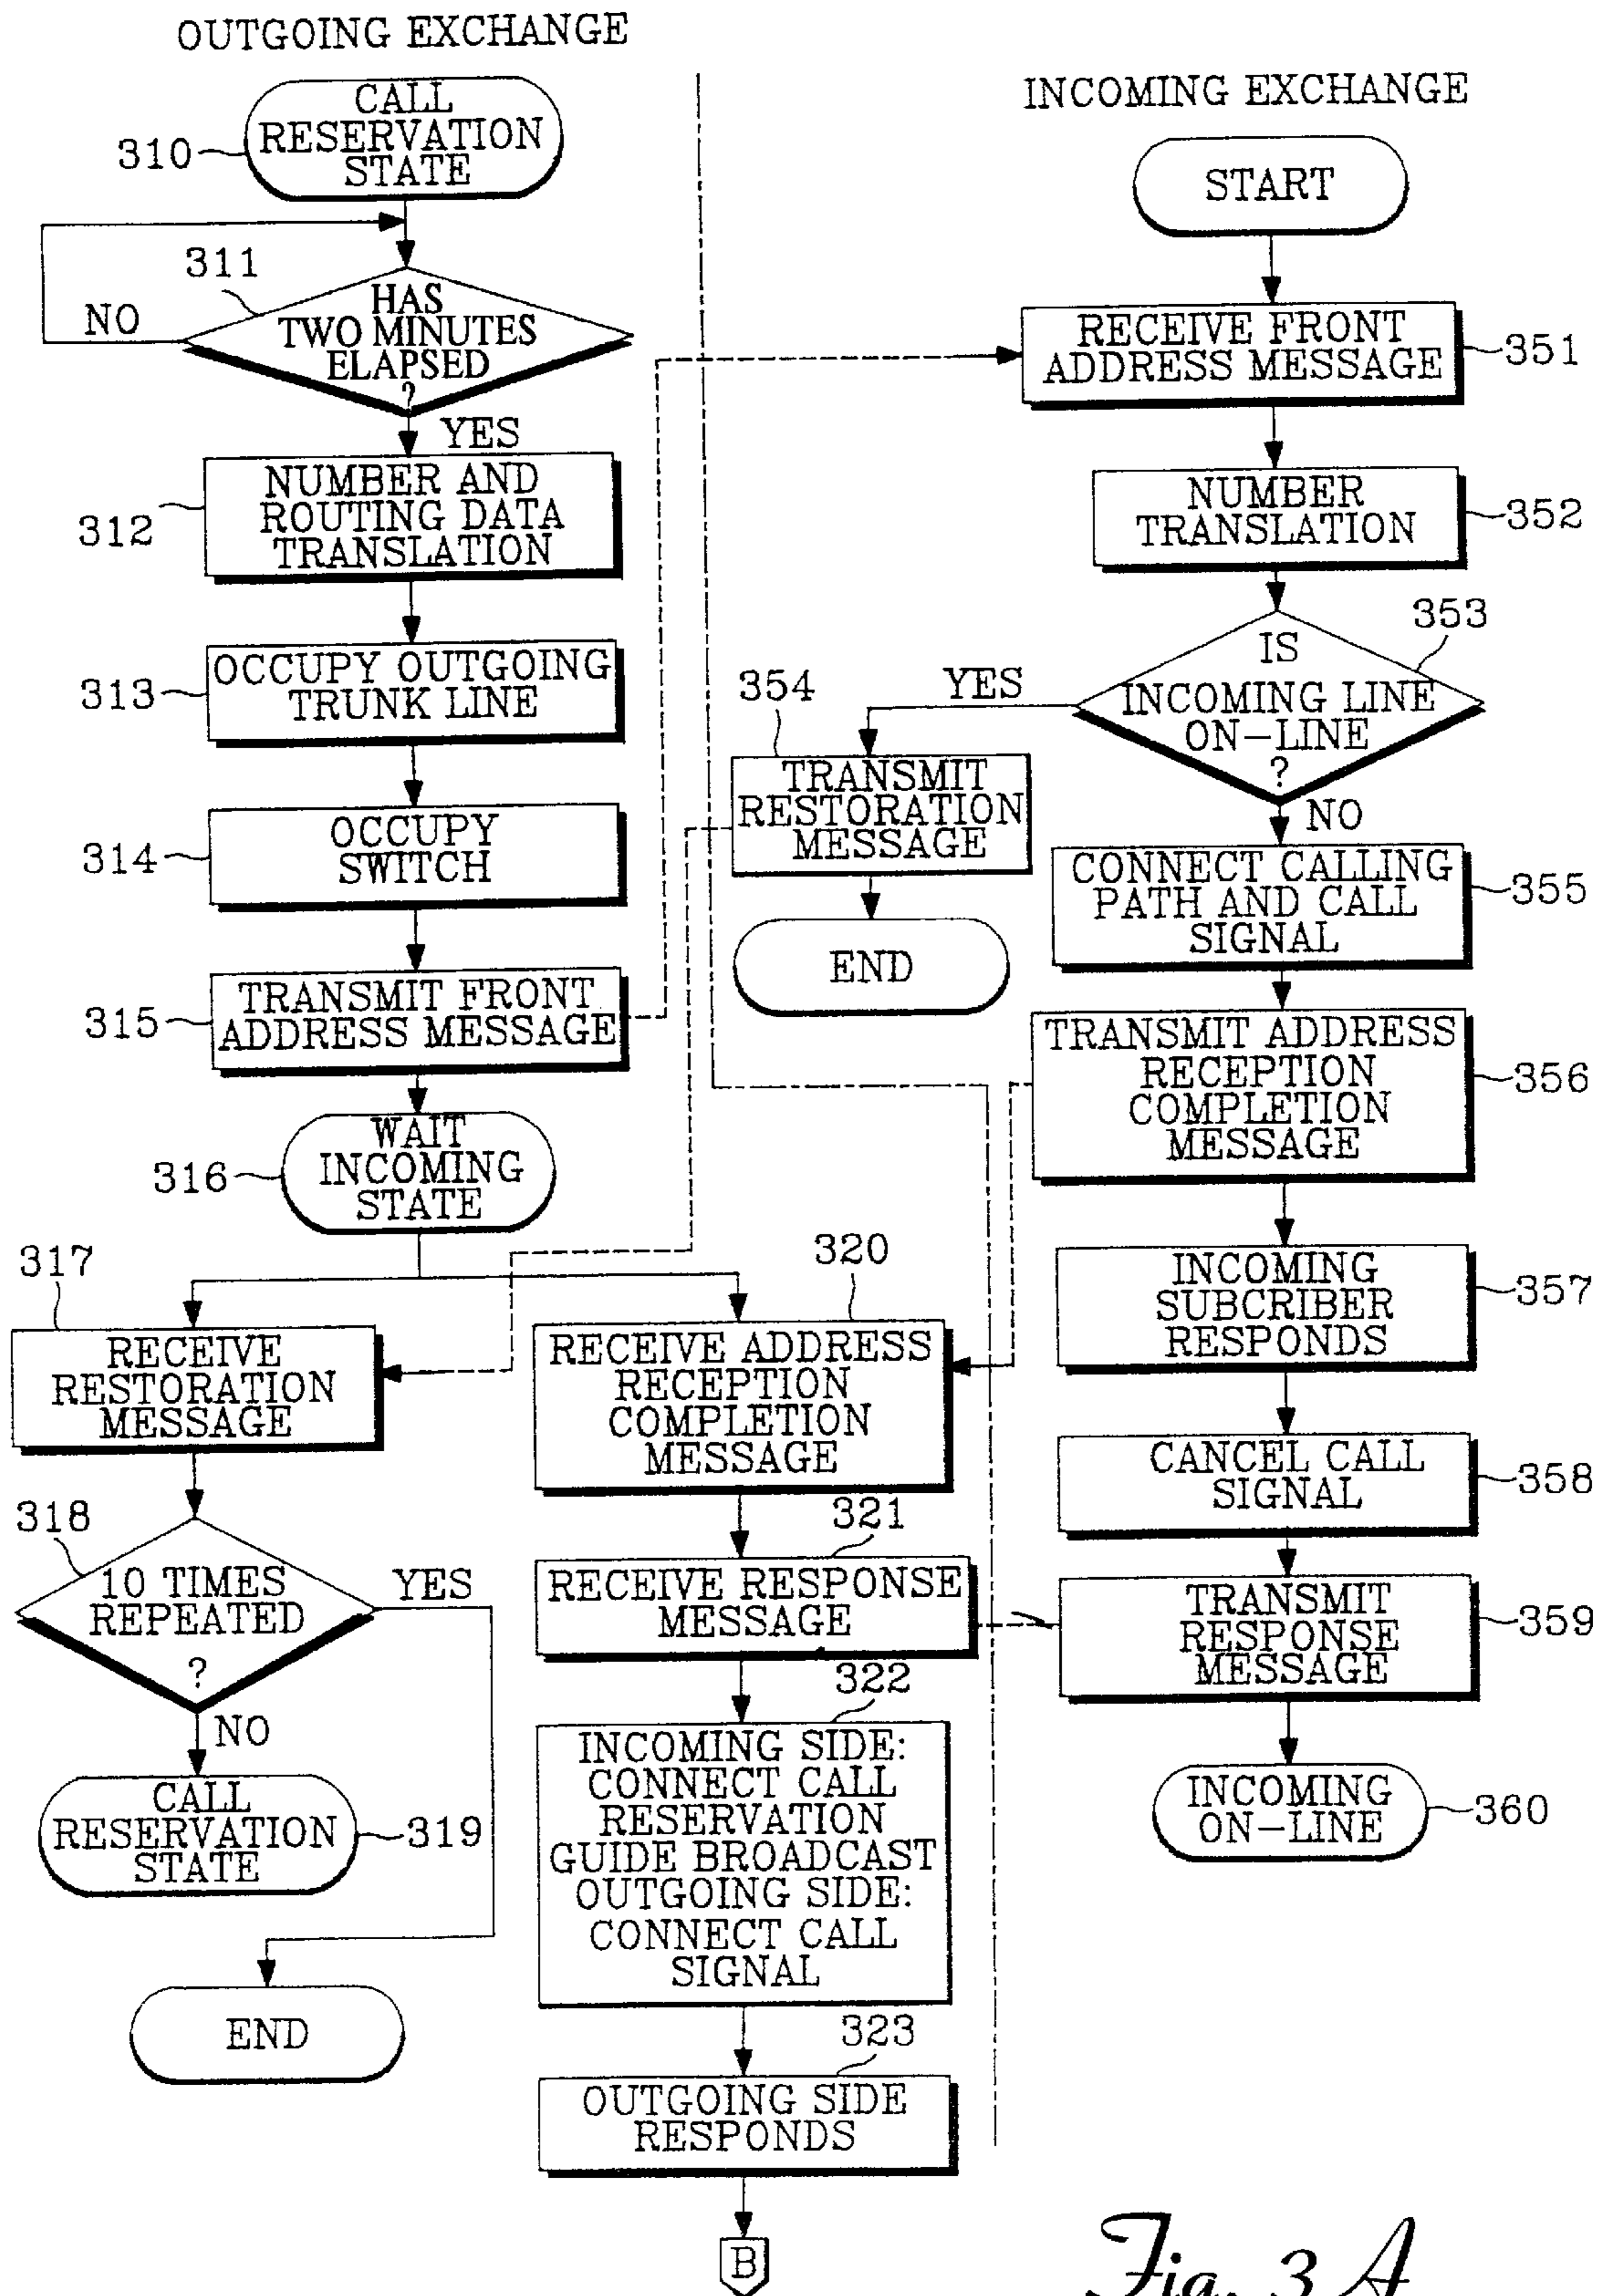 OUTGOING EXCHANGE
CALL
RESERVATION
STATE
310
311
HAS
TWO MINUTES
ELAPSED
?
NO
YES
NUMBER AND
ROUTING DATA
TRANSLATION
312
OCCUPY OUTGOING
TRUNK LINE
313
OCCUPY
SWITCH
314
TRANSMIT FRONT
ADDRESS MESSAGE
315
WAIT
INCOMING
STATE
316
317
RECEIVE
RESTORATION
MESSAGE
318
10 TIMES
REPEATED
?
YES
NO
CALL
RESERVATION
STATE
319
END
320
RECEIVE ADDRESS
RECEPTION
COMPLETION
MESSAGE
321
RECEIVE RESPONSE
MESSAGE
322
INCOMING SIDE:
CONNECT CALL
RESERVATION
GUIDE BROADCAST
OUTGOING SIDE:
CONNECT CALL
SIGNAL
323
OUTGOING SIDE
RESPONDS
B
INCOMING EXCHANGE
START
RECEIVE FRONT
ADDRESS MESSAGE
351
NUMBER
TRANSLATION
352
353
IS
INCOMING LINE
ON-LINE
?
YES
NO
354
TRANSMIT
RESTORATION
MESSAGE
END
CONNECT CALLING
PATH AND CALL
SIGNAL
355
TRANSMIT ADDRESS
RECEPTION
COMPLETION
MESSAGE
356
INCOMING
SUBCRIBER
RESPONDS
357
CANCEL CALL
SIGNAL
358
TRANSMIT
RESPONSE
MESSAGE
359
INCOMING
ON-LINE
360
Fig. 3A